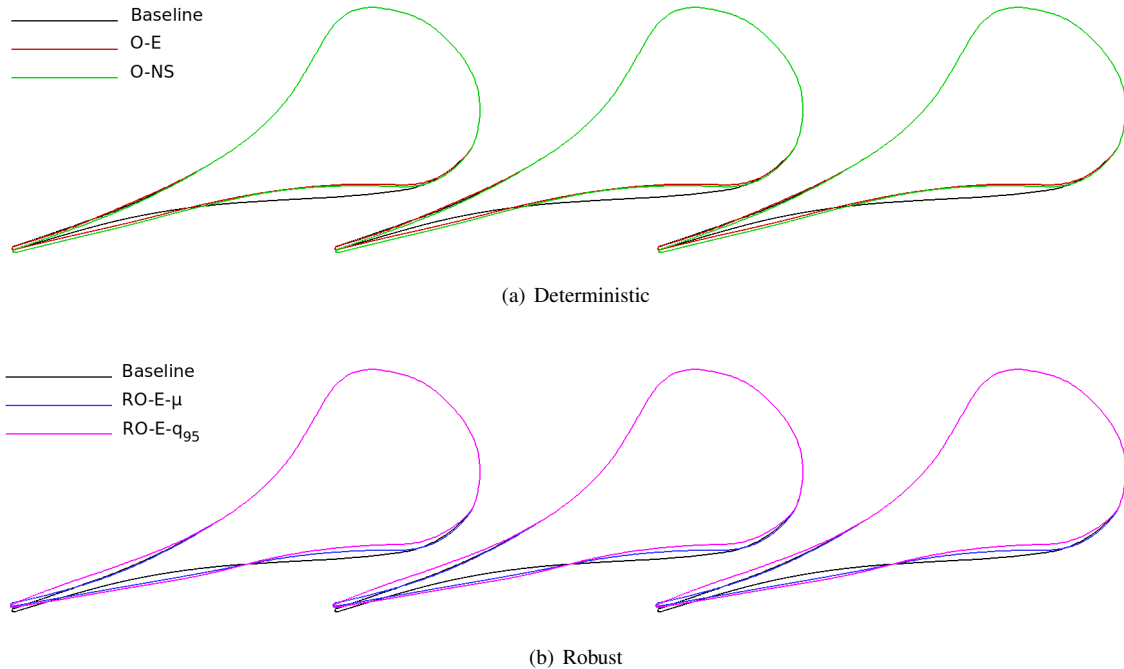 Baseline
O-E
O-NS
(a) Deterministic
Baseline
RO-E-μ
RO-E-q95
(b) Robust